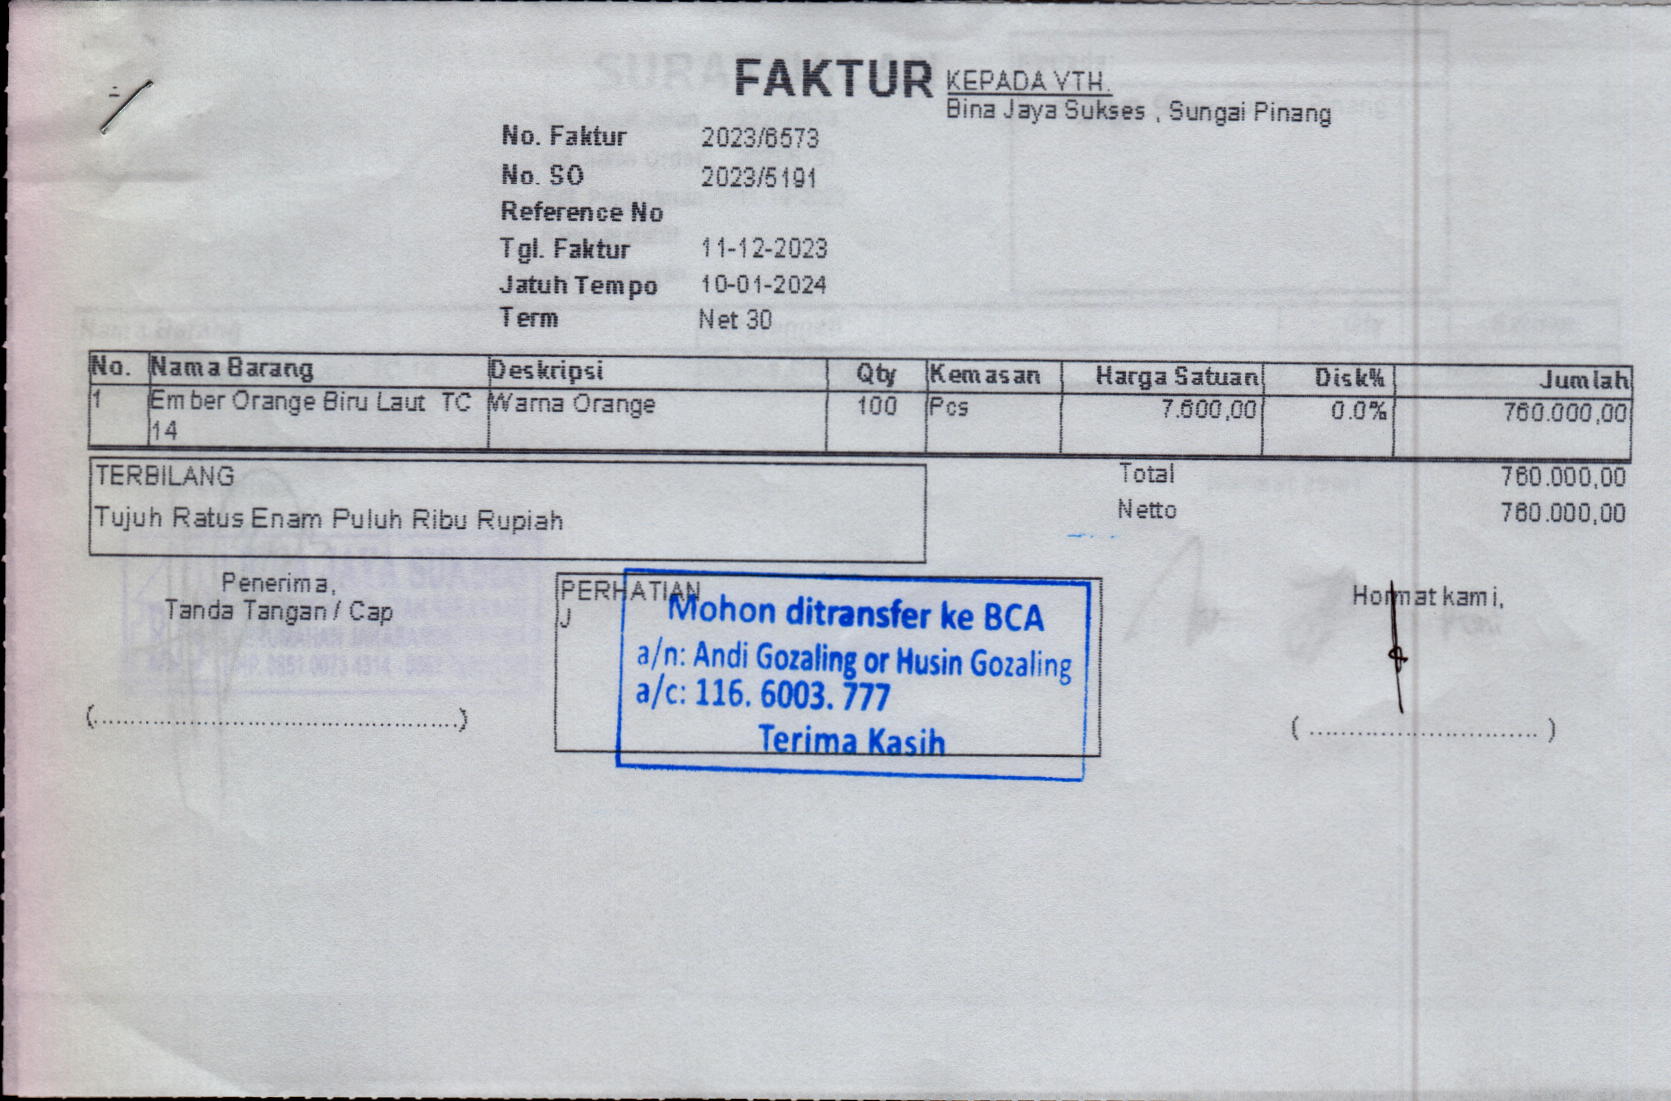 FAKTUR
KEPADA YTH.
Bina Jaya Sukses , Sungai Pinang
No. Faktur 2023/6573
No. SO 2023/5191
Reference No
Tgl. Faktur 11-12-2023
Jatuh Tempo 10-01-2024
Term Net 30
No. Nama Barang Deskripsi Qty Kemasan Harga Satuan Disk% Jumlah
1 Ember Orange Biru Laut TC Warna Orange 100 Pcs 7.600,00 0.0% 760.000,00
14
TERBILANG Total 760.000,00
Tujuh Ratus Enam Puluh Ribu Rupiah Netto 760.000,00
Penerima,
Tanda Tangan / Cap
(............................................)
PERHATIAN
J
Mohon ditransfer ke BCA
a/n: Andi Gozaling or Husin Gozaling
a/c: 116. 6003. 777
Terima Kasih
Hormat kami,
( ............................ )